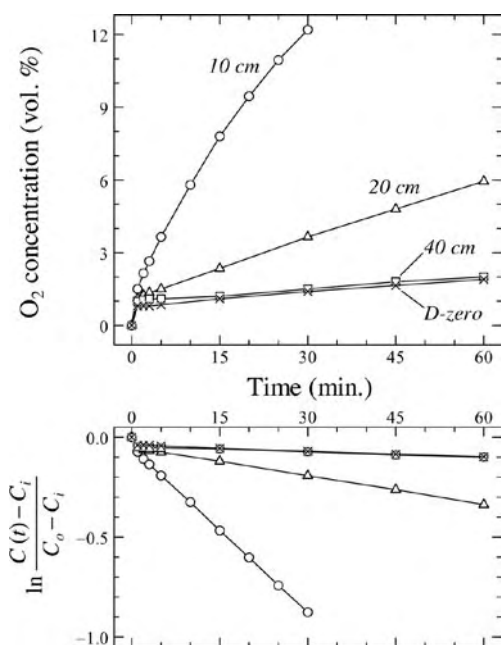 12
9
6
3
0
O₂ concentration (vol. %)
10 cm
20 cm
40 cm
D-zero
0 15 30 45 60
Time (min.)
0 15 30 45 60
0.0
−0.5
−1.0
ln C(t) − Cᵢ / Cₒ − Cᵢ